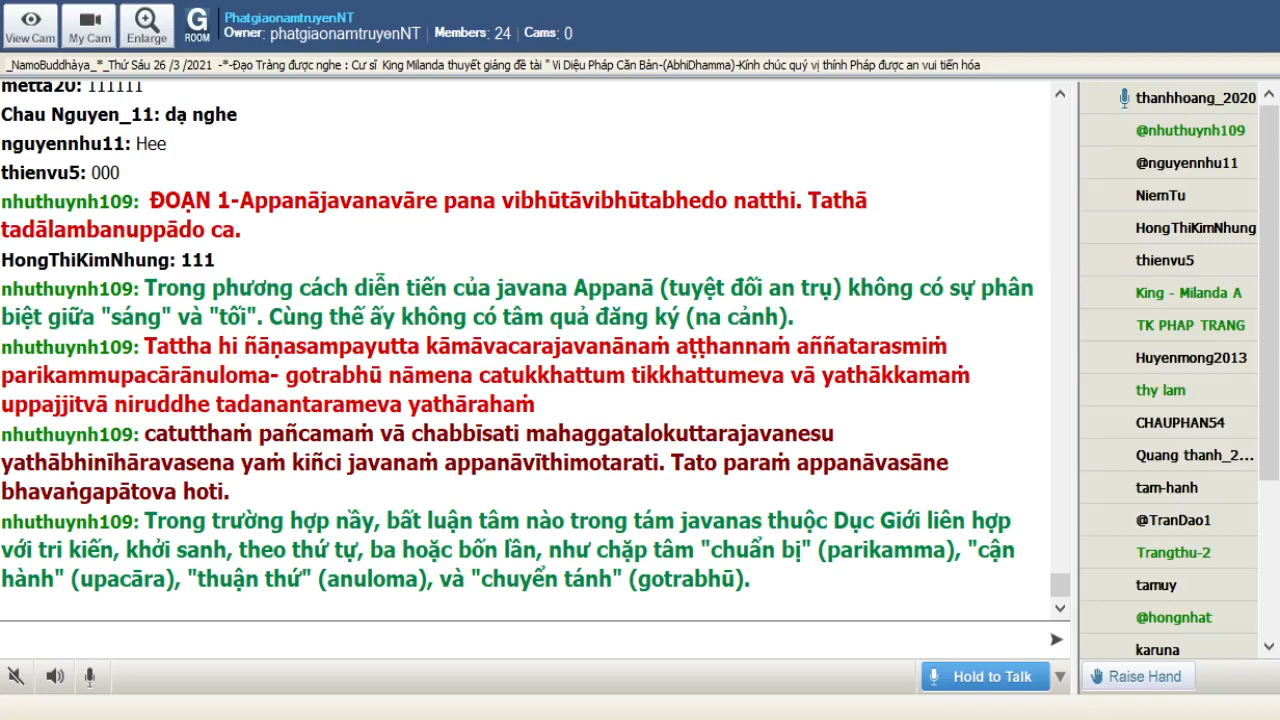 View Cam
My Cam
Enlarge
G
ROOM
PhatgiaonamtruyenNT
Owner: phatgiaonamtruyenNT | Members: 24 | Cams: 0
_NamoBuddhàya_*_Thứ Sáu 26 /3 /2021 -*-Đạo Tràng được nghe : Cư sĩ King Milanda thuyết giảng đề tài " Vi Diệu Pháp Căn Bản-(AbhiDhamma)-Kính chúc quý vị thính Pháp được an vui tiến hóa
metta20: 111111
Chau Nguyen_11: dạ nghe
nguyennhu11: Hee
thienvu5: 000
nhuthuynh109: ĐOẠN 1-Appanājavanavāre pana vibhūtāvibhūtabhedo natthi. Tathā
tadālambanuppādo ca.
HongThiKimNhung: 111
nhuthuynh109: Trong phương cách diễn tiến của javana Appanā (tuyệt đối an trụ) không có sự phân
biệt giữa "sáng" và "tối". Cùng thế ấy không có tâm quả đăng ký (na cảnh).
nhuthuynh109: Tattha hi ñāṇasampayutta kāmāvacarajavanānaṁ aṭṭhannaṁ aññatarasmiṁ
parikammupacārānuloma- gotrabhū nāmena catukkhattum tikkhattumeva vā yathākkamaṁ
uppajjitvā niruddhe tadanantarameva yathārahaṁ
nhuthuynh109: catutthaṁ pañcamaṁ vā chabbīsati mahaggatalokuttarajavanesu
yathābhinīhāravasena yaṁ kiñci javanaṁ appanāvīthimotarati. Tato paraṁ appanāvasāne
bhavaṅgapātova hoti.
nhuthuynh109: Trong trường hợp nầy, bất luận tâm nào trong tám javanas thuộc Dục Giới liên hợp
với tri kiến, khởi sanh, theo thứ tự, ba hoặc bốn lần, như chặp tâm "chuẩn bị" (parikamma), "cận
hành" (upacāra), "thuận thứ" (anuloma), và "chuyển tánh" (gotrabhū).
Hold to Talk
thanhhoang_2020
@nhuthuynh109
@nguyennhu11
NiemTu
HongThiKimNhung
thienvu5
King - Milanda A
TK PHAP TRANG
Huyenmong2013
thy lam
CHAUPHAN54
Quang thanh_2...
tam-hanh
@TranDao1
Trangthu-2
tamuy
@hongnhat
karuna
Raise Hand